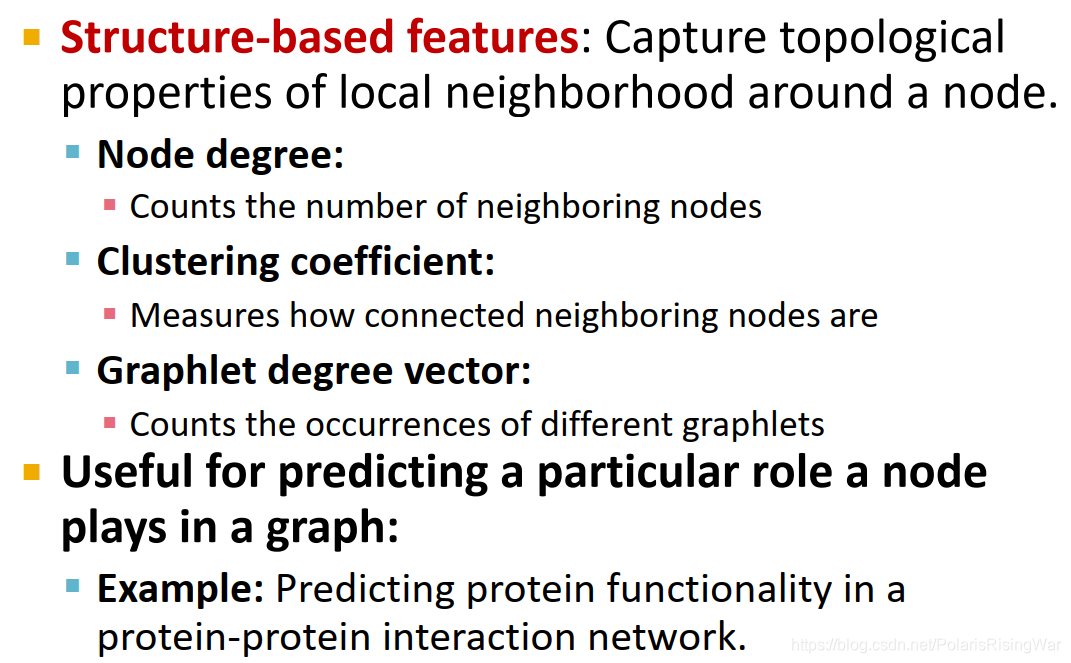 Structure-based features: Capture topological
properties of local neighborhood around a node.
Node degree:
Counts the number of neighboring nodes
Clustering coefficient:
Measures how connected neighboring nodes are
Graphlet degree vector:
Counts the occurrences of different graphlets
Useful for predicting a particular role a node
plays in a graph:
Example: Predicting protein functionality in a
protein-protein interaction network.
https://blog.csdn.net/PolarisRisingWar